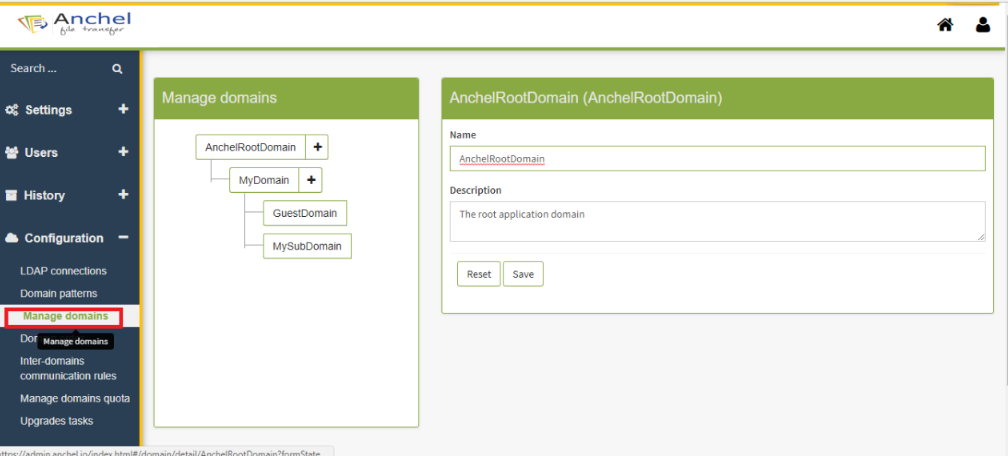 Anchel
file transfer
Search ...
Settings
Users
History
Configuration
LDAP connections
Domain patterns
Manage domains
Manage domains
Inter-domains
communication rules
Manage domains quota
Upgrades tasks
Manage domains
AnchelRootDomain
MyDomain
GuestDomain
MySubDomain
AnchelRootDomain (AnchelRootDomain)
Name
AnchelRootDomain
Description
The root application domain
Reset Save
https://admin.anchel.io/index.html#/domain/detail/AnchelRootDomain?formState